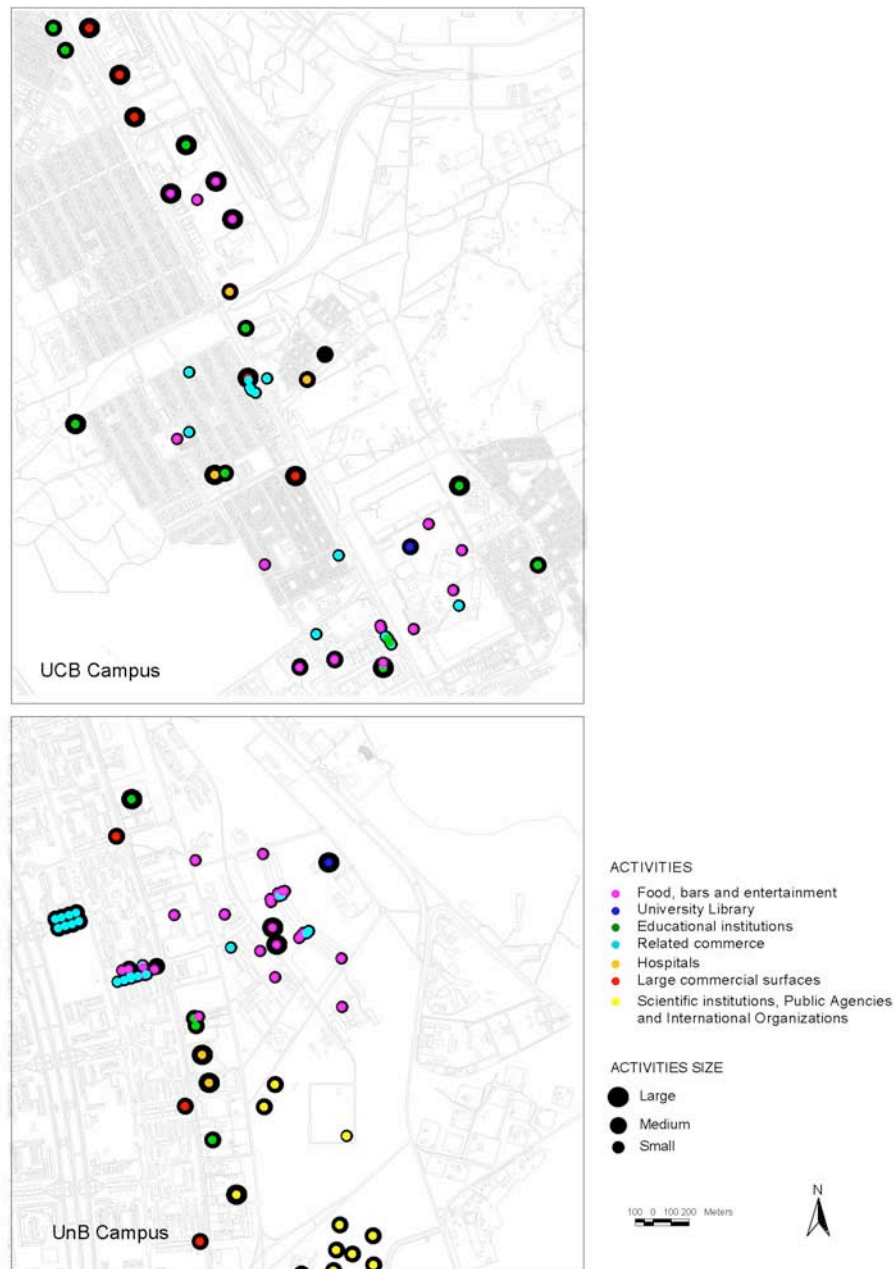 UCB Campus
UnB Campus
ACTIVITIES
Food, bars and entertainment
University Library
Educational institutions
Related commerce
Hospitals
Large commercial surfaces
Scientific institutions, Public Agencies
and International Organizations
ACTIVITIES SIZE
Large
Medium
Small
100 0 100 200 Meters
N